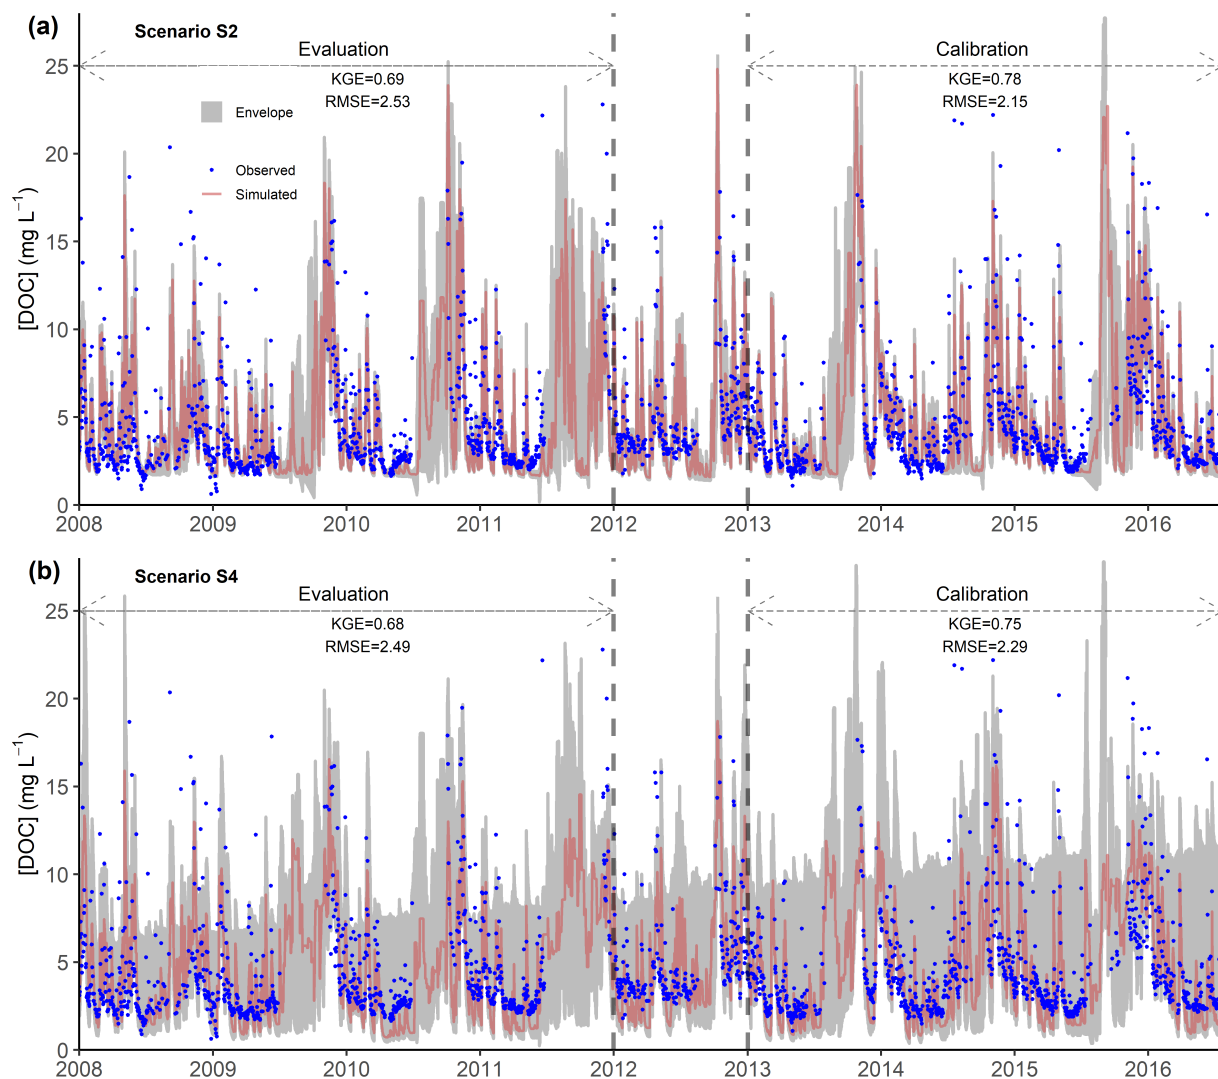 (a)
Scenario S2
Evaluation
Calibration
KGE=0.69
RMSE=2.53
KGE=0.78
RMSE=2.15
Envelope
Observed
Simulated
[DOC] (mg L⁻¹)
25
20
15
10
5
0
2008 2009 2010 2011 2012 2013 2014 2015 2016
(b)
Scenario S4
Evaluation
Calibration
KGE=0.68
RMSE=2.49
KGE=0.75
RMSE=2.29
[DOC] (mg L⁻¹)
25
20
15
10
5
0
2008 2009 2010 2011 2012 2013 2014 2015 2016